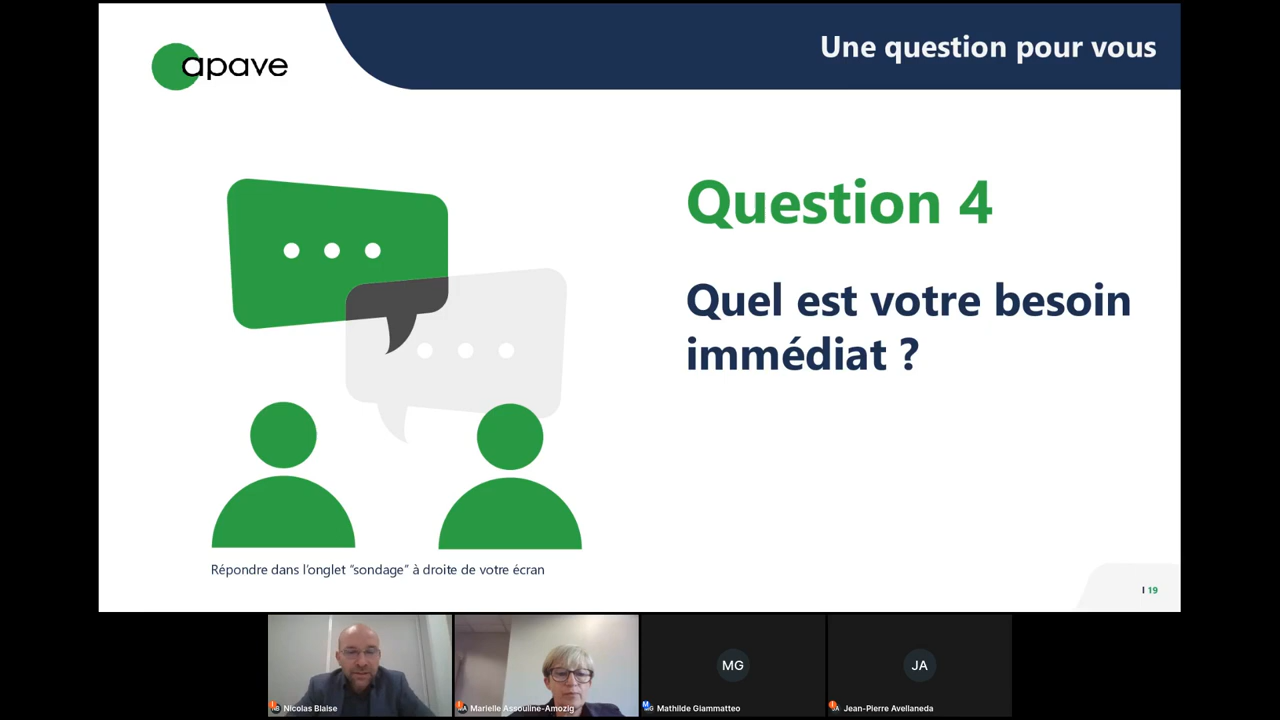 apave
Une question pour vous
Question 4
Quel est votre besoin
immédiat ?
Répondre dans l'onglet "sondage" à droite de votre écran
I 19
MG
JA
Nicolas Blaise
Marielle Assouline-Amozig
Mathilde Giammatteo
Jean-Pierre Avellaneda